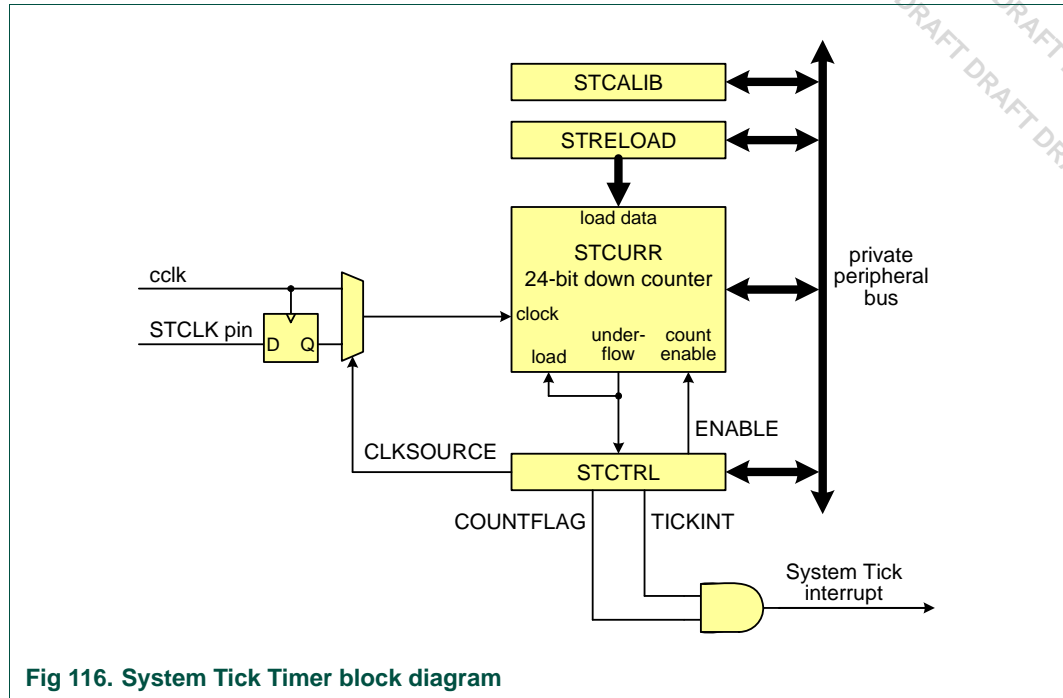 DRAFT DRAFT
DRAFT DRAFT DRA
STCALIB
STRELOAD
load data
STCURR
24-bit down counter
private
peripheral
bus
cclk
STCLK pin
D Q
clock
load
under-
flow
count
enable
ENABLE
CLKSOURCE
STCTRL
COUNTFLAG
TICKINT
System Tick
interrupt
Fig 116. System Tick Timer block diagram